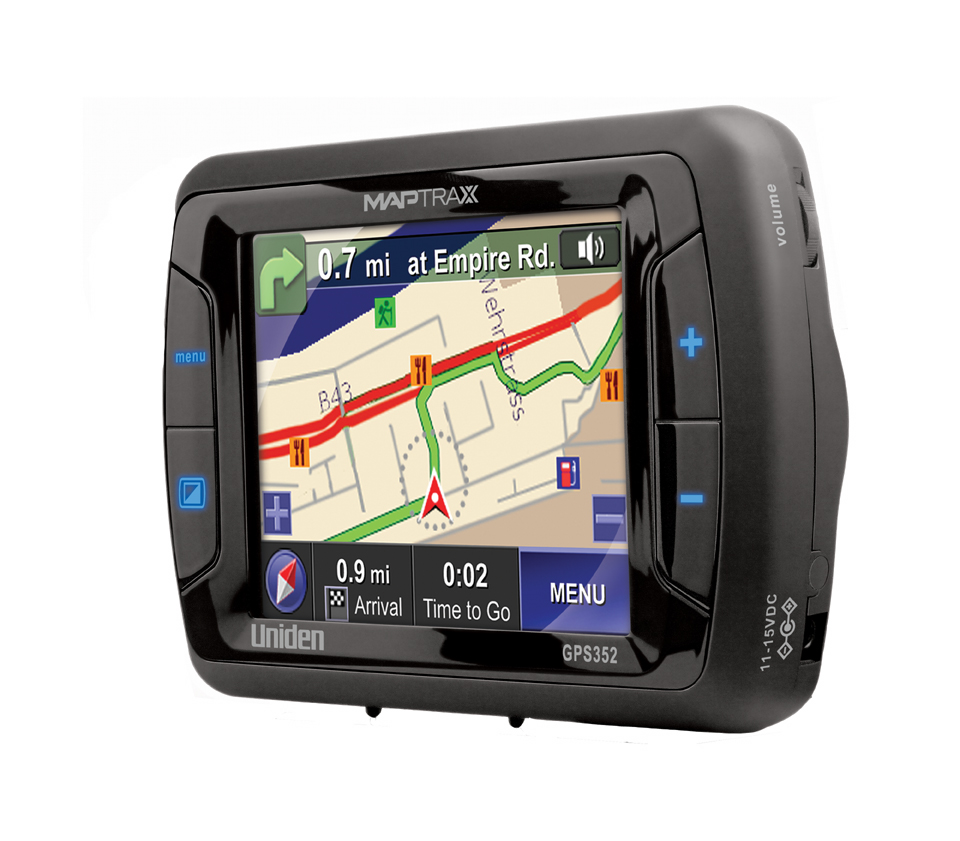 MAPTRAX
volume
0.7 mi at Empire Rd.
Wehrstrass
menu
B43
0.9 mi
Arrival
0:02
Time to Go
MENU
Uniden
GPS352
11-15VDC